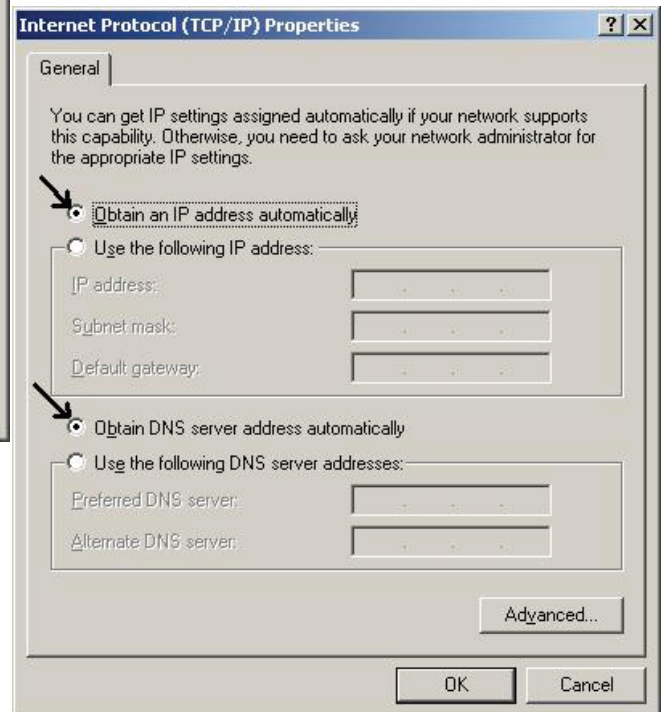 Internet Protocol (TCP/IP) Properties
General
You can get IP settings assigned automatically if your network supports
this capability. Otherwise, you need to ask your network administrator for
the appropriate IP settings.
Obtain an IP address automatically
Use the following IP address:
IP address:
Subnet mask:
Default gateway:
Obtain DNS server address automatically
Use the following DNS server addresses:
Preferred DNS server:
Alternate DNS server:
Advanced...
OK Cancel